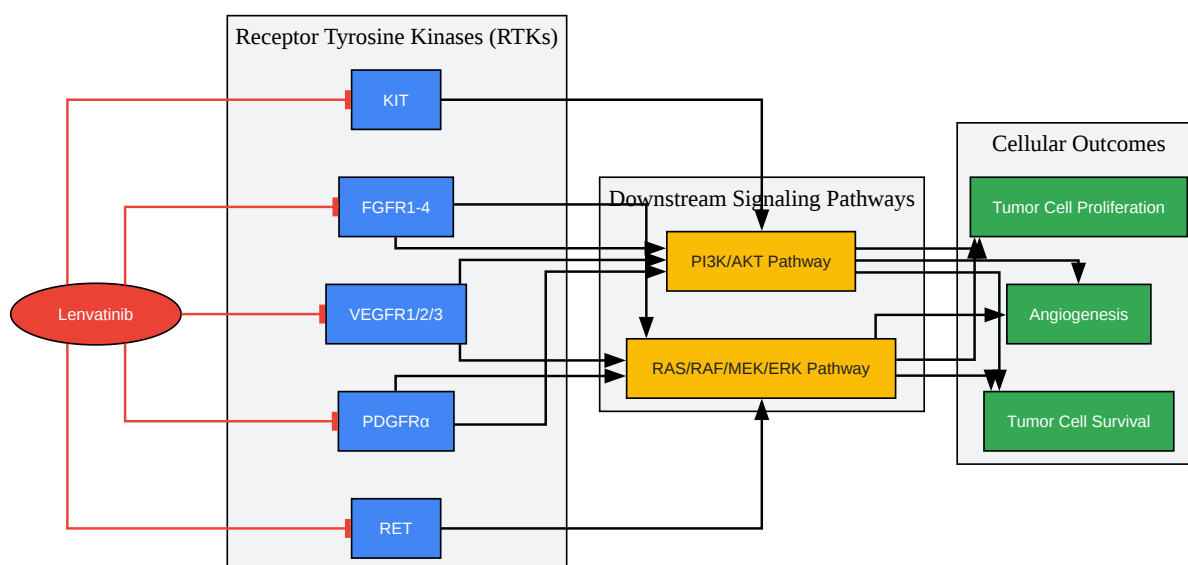 Receptor Tyrosine Kinases (RTKs)
KIT
FGFR1-4
VEGFR1/2/3
PDGFRα
RET
Lenvatinib
Downstream Signaling Pathways
PI3K/AKT Pathway
RAS/RAF/MEK/ERK Pathway
Cellular Outcomes
Tumor Cell Proliferation
Angiogenesis
Tumor Cell Survival